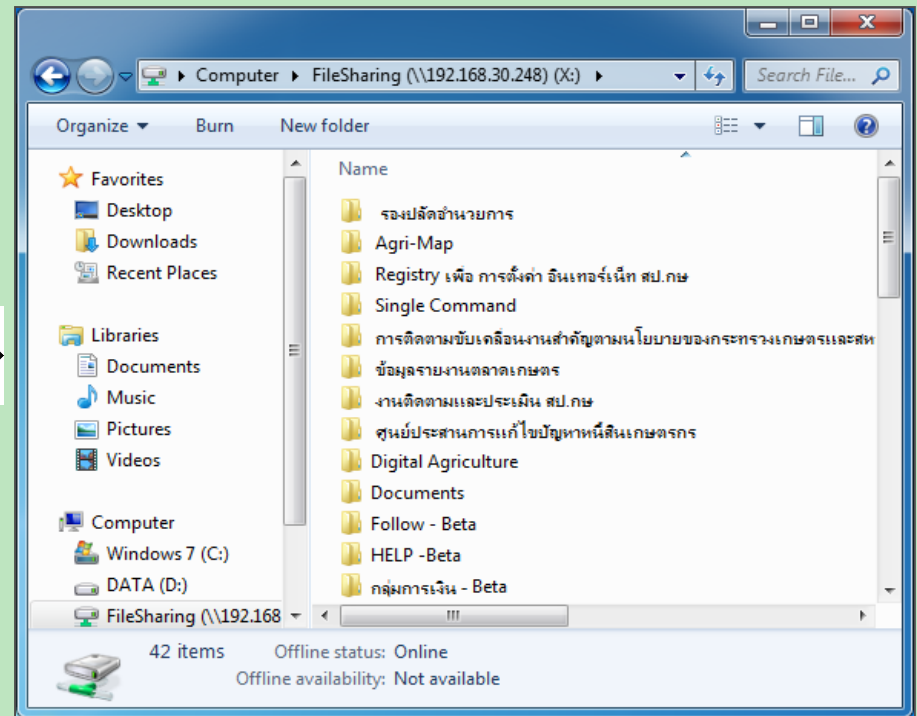 Computer ▸ FileSharing (\\192.168.30.248) (X:) ▸
Search File...
Organize ▾ Burn New folder
Favorites
Desktop
Downloads
Recent Places
Libraries
Documents
Music
Pictures
Videos
Computer
Windows 7 (C:)
DATA (D:)
FileSharing (\\192.168
Name
รองปลัดอำนวยการ
Agri-Map
Registry เพื่อ การตั้งค่า อินเทอร์เน็ท สป.กษ
Single Command
การติดตามขับเคลื่อนงานสำคัญตามนโยบายของกระทรวงเกษตรและสห
ข้อมูลรายงานตลาดเกษตร
งานติดตามและประเมิน สป.กษ
ศูนย์ประสานการแก้ไขปัญหาหนี้สินเกษตรกร
Digital Agriculture
Documents
Follow - Beta
HELP -Beta
กลุ่มการเงิน - Beta
42 items Offline status: Online
Offline availability: Not available